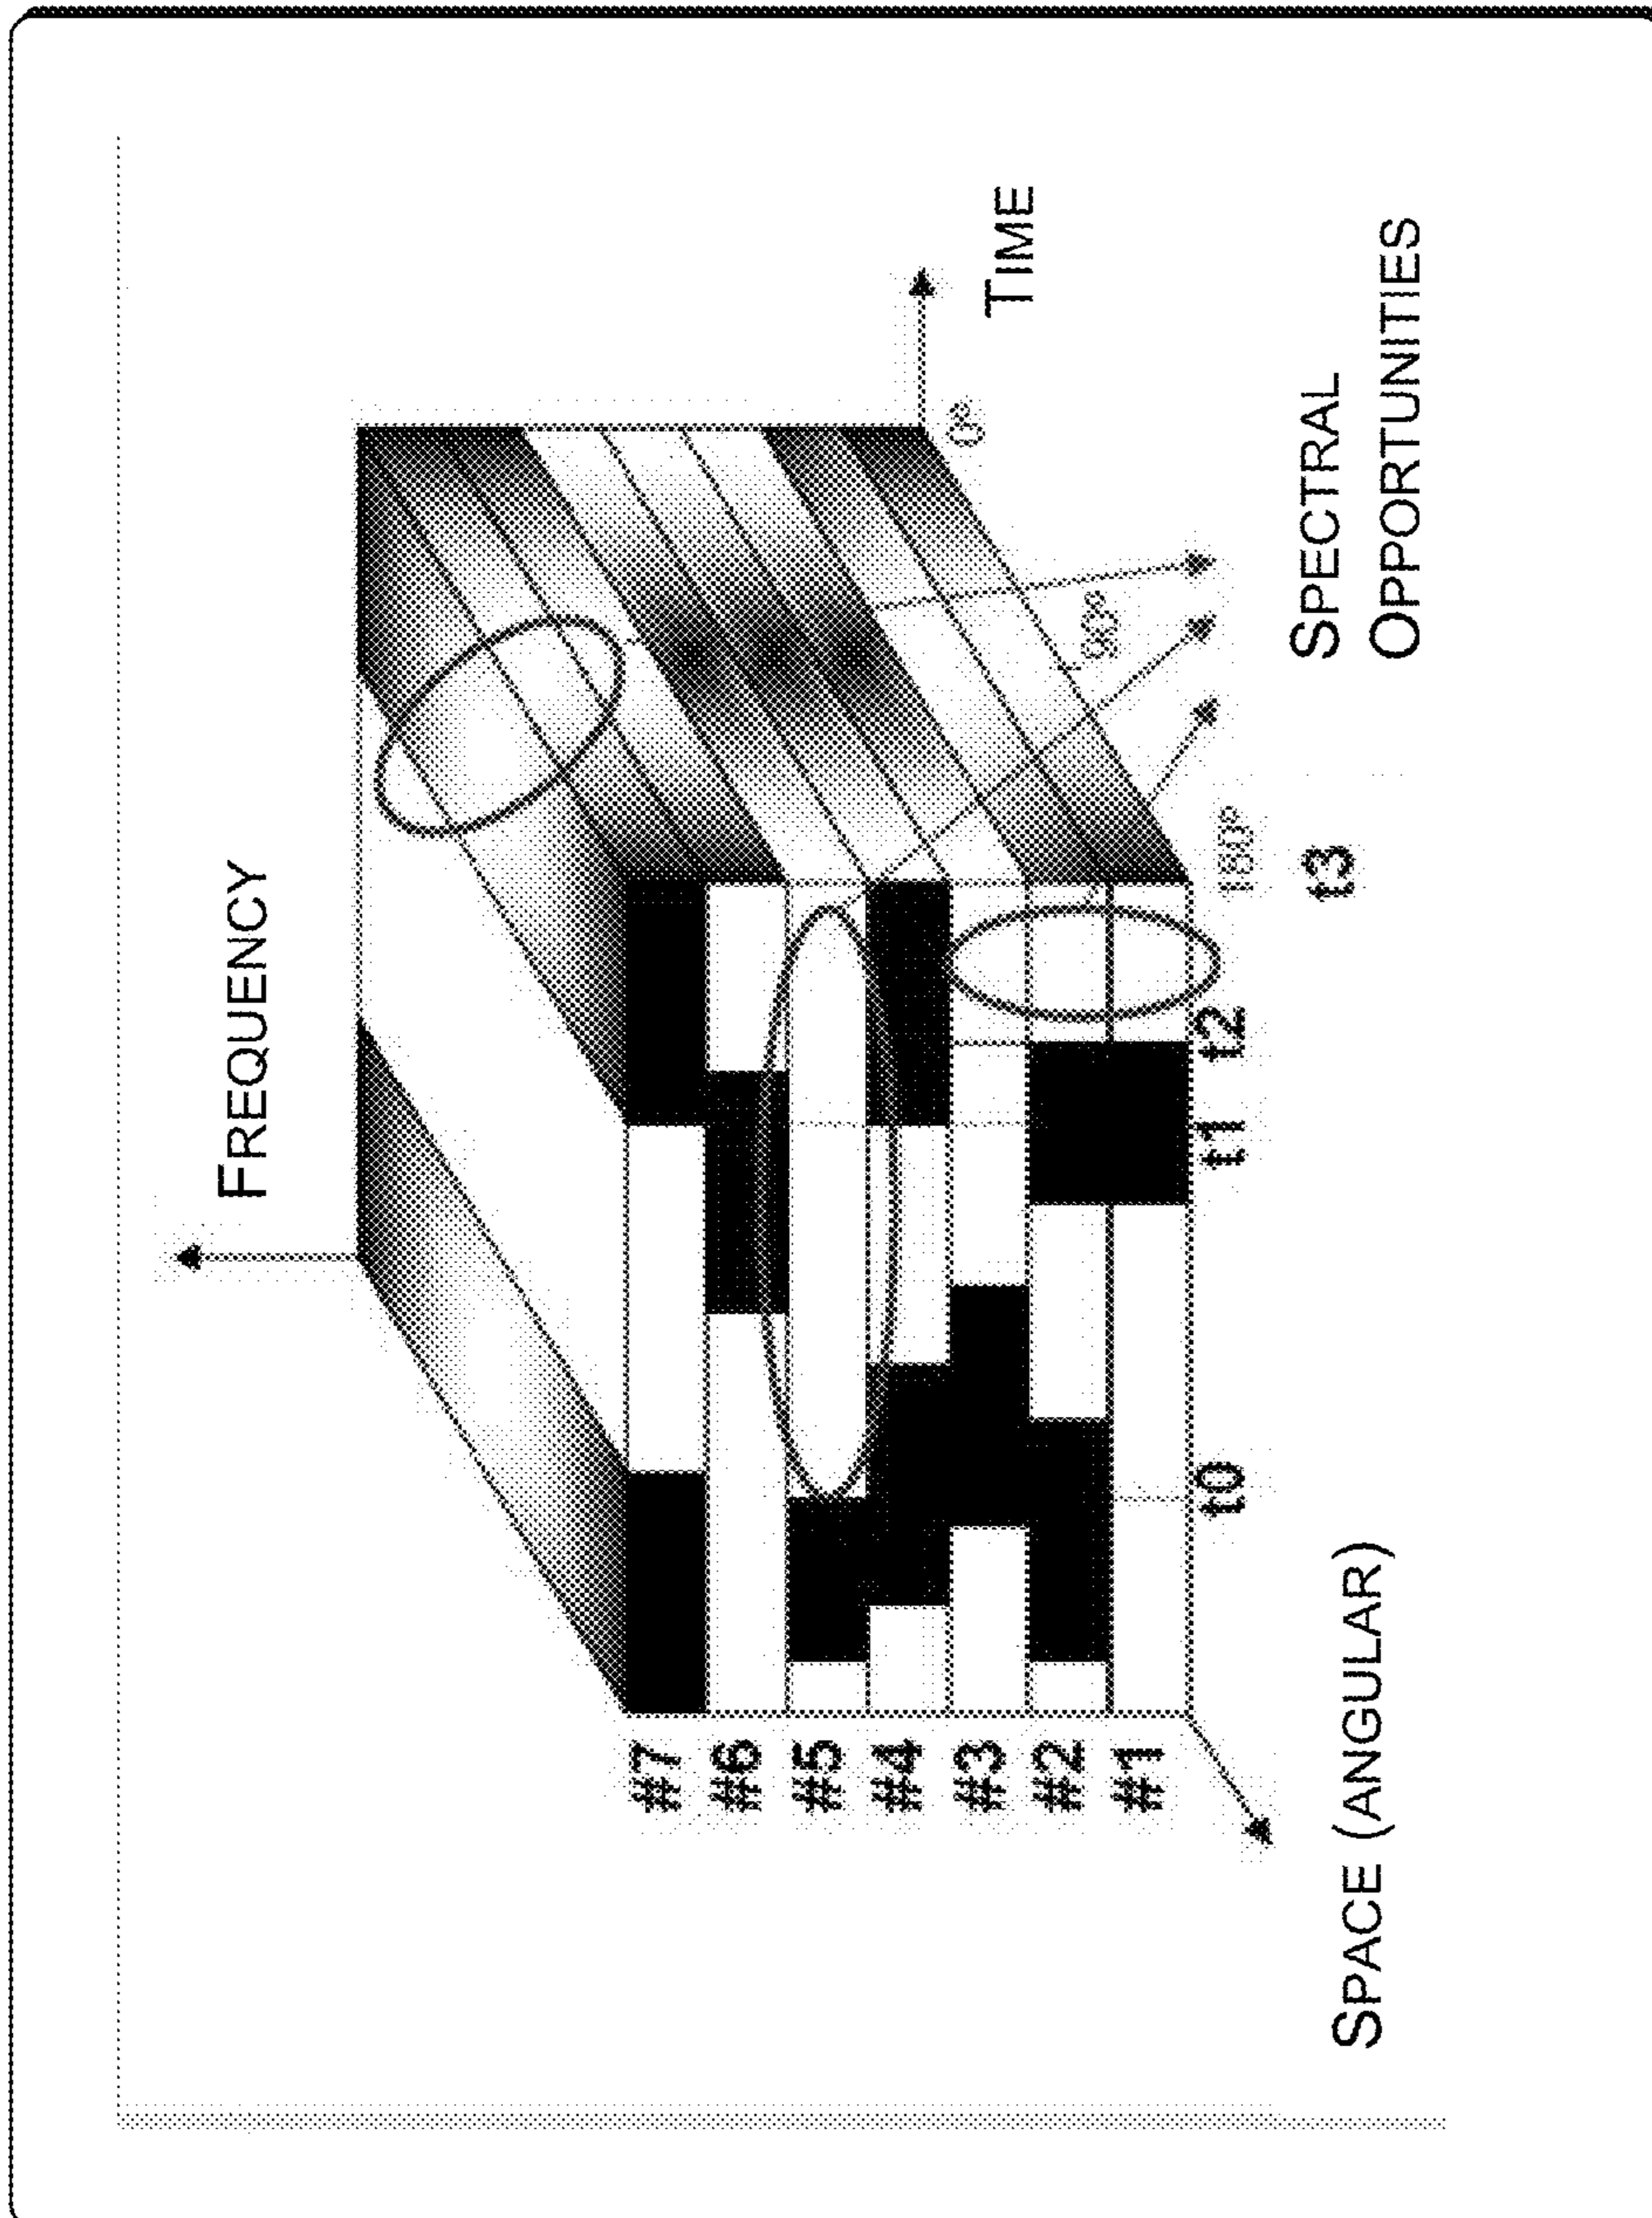 FREQUENCY
TIME
0°
90°
180°
#7
#6
#5
#4
#3
#2
#1
t0
t1
t2
t3
SPACE (ANGULAR)
SPECTRAL
OPPORTUNITIES